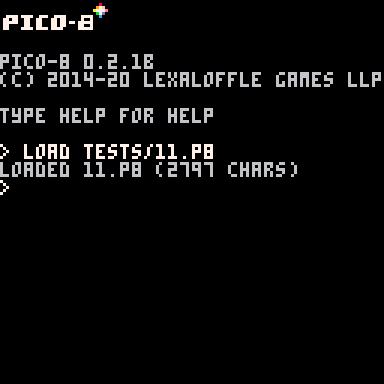 PICO-8
PICO-8 0.2.1B
(C) 2014-20 LEXALOFFLE GAMES LLP
TYPE HELP FOR HELP
> LOAD TESTS/11.P8
LOADED 11.P8 (2797 CHARS)
>